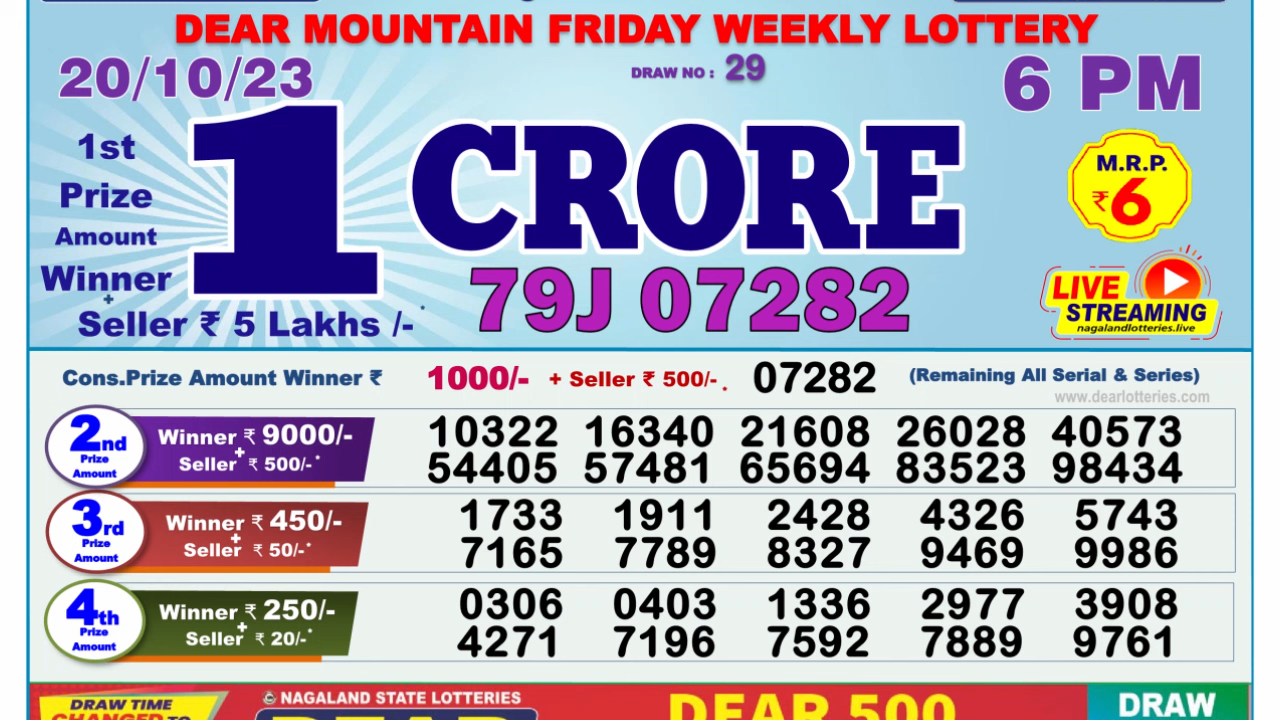 DEAR MOUNTAIN FRIDAY WEEKLY LOTTERY
20/10/23
DRAW NO : 29
6 PM
1st
Prize
Amount
Winner
+
Seller ₹ 5 Lakhs /-*
1 CRORE
79J 07282
M.R.P.
₹6
LIVE
STREAMING
nagalandlotteries.live
Cons.Prize Amount Winner ₹ 1000/- + Seller ₹ 500/-. 07282 (Remaining All Serial & Series)
www.dearlotteries.com
2nd
Prize
Amount
Winner ₹ 9000/-
+
Seller ₹ 500/-*
10322 16340 21608 26028 40573
54405 57481 65694 83523 98434
3rd
Prize
Amount
Winner ₹ 450/-
+
Seller ₹ 50/-*
1733 1911 2428 4326 5743
7165 7789 8327 9469 9986
4th
Prize
Amount
Winner ₹ 250/-
+
Seller ₹ 20/-*
0306 0403 1336 2977 3908
4271 7196 7592 7889 9761
DRAW TIME
CHANGED TO
NAGALAND STATE LOTTERIES
DEAR
DEAR 500
DRAW